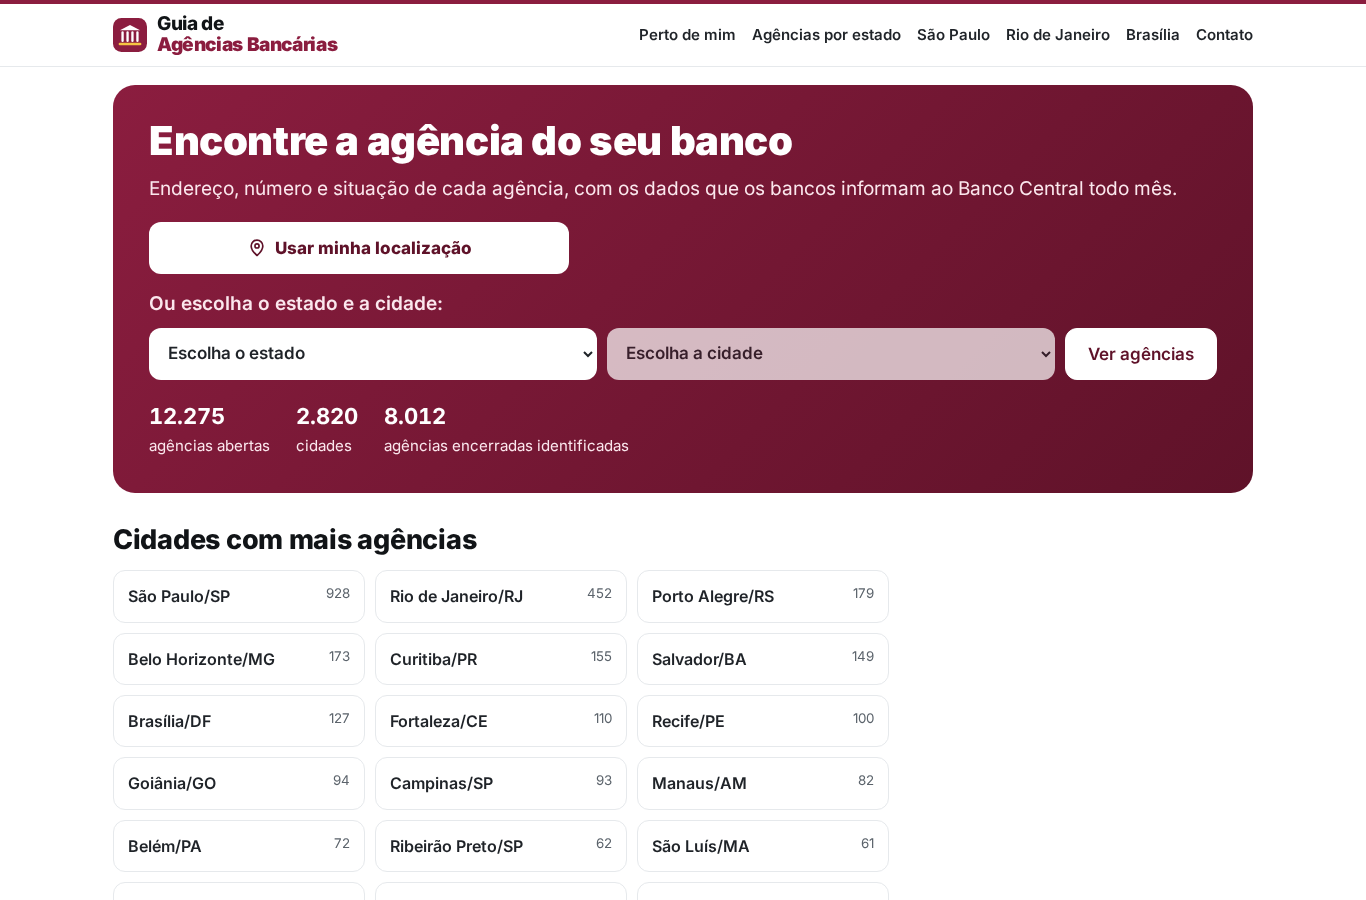 Guia de
Agências Bancárias
Perto de mim
Agências por estado
São Paulo
Rio de Janeiro
Brasília
Contato
Encontre a agência do seu banco
Endereço, número e situação de cada agência, com os dados que os bancos informam ao Banco Central todo mês.
Usar minha localização
Ou escolha o estado e a cidade:
Escolha o estado
Escolha a cidade
Ver agências
12.275
agências abertas
2.820
cidades
8.012
agências encerradas identificadas
Cidades com mais agências
São Paulo/SP 928
Rio de Janeiro/RJ 452
Porto Alegre/RS 179
Belo Horizonte/MG 173
Curitiba/PR 155
Salvador/BA 149
Brasília/DF 127
Fortaleza/CE 110
Recife/PE 100
Goiânia/GO 94
Campinas/SP 93
Manaus/AM 82
Belém/PA 72
Ribeirão Preto/SP 62
São Luís/MA 61